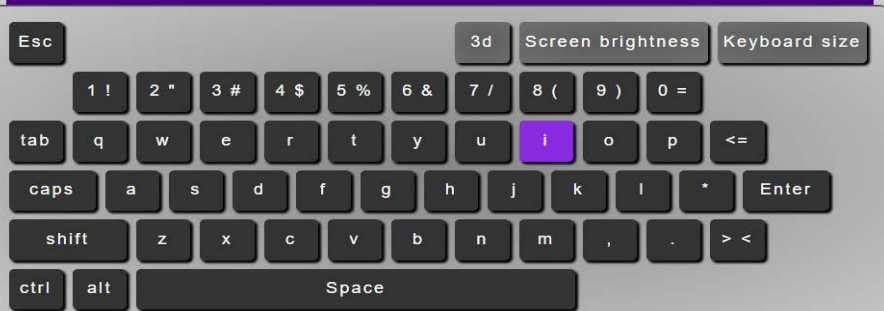 Esc 3d Screen brightness Keyboard size
1 ! 2 " 3 # 4 $ 5 % 6 & 7 / 8 ( 9 ) 0 =
tab q w e r t y u i o p <=
caps a s d f g h j k l * Enter
shift z x c v b n m , . > <
ctrl alt Space